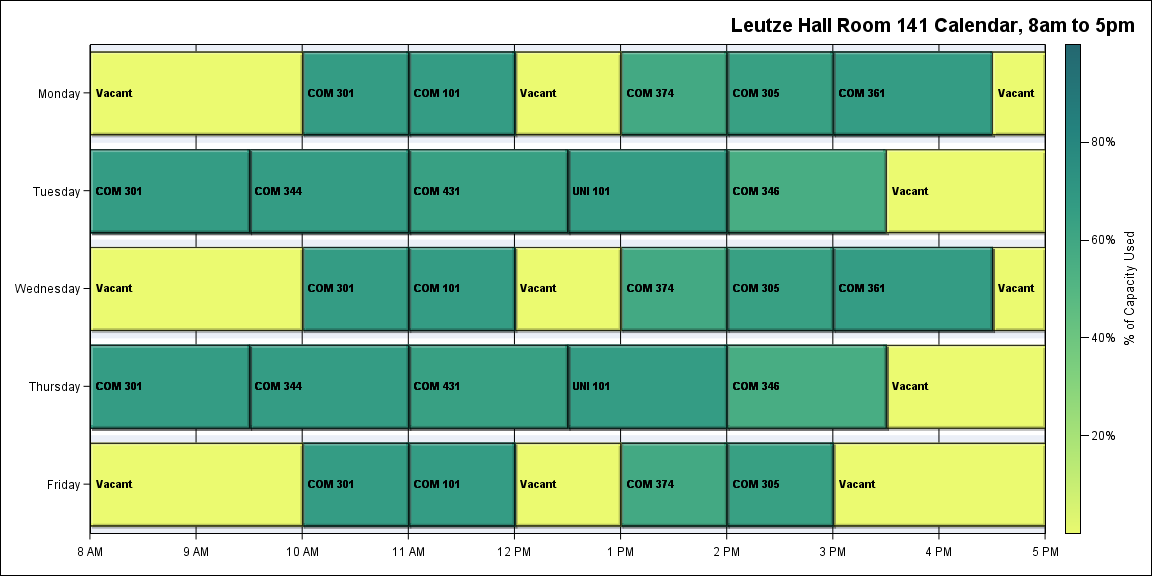 Leutze Hall Room 141 Calendar, 8am to 5pm
Monday
Vacant
COM 301
COM 101
Vacant
COM 374
COM 305
COM 361
Vacant
Tuesday
COM 301
COM 344
COM 431
UNI 101
COM 346
Vacant
Wednesday
Vacant
COM 301
COM 101
Vacant
COM 374
COM 305
COM 361
Vacant
Thursday
COM 301
COM 344
COM 431
UNI 101
COM 346
Vacant
Friday
Vacant
COM 301
COM 101
Vacant
COM 374
COM 305
Vacant
8 AM
9 AM
10 AM
11 AM
12 PM
1 PM
2 PM
3 PM
4 PM
5 PM
80%
60%
40%
20%
% of Capacity Used